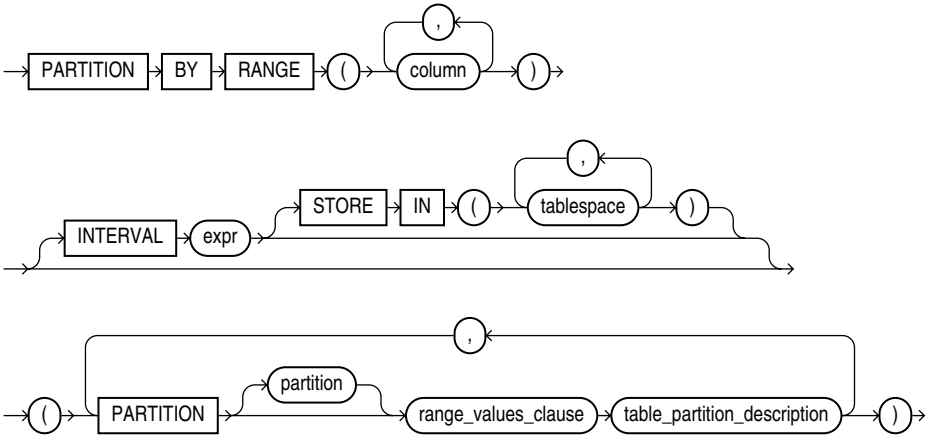 ,
PARTITION BY RANGE ( column )
,
STORE IN ( tablespace )
INTERVAL expr
,
partition
( PARTITION range_values_clause table_partition_description )